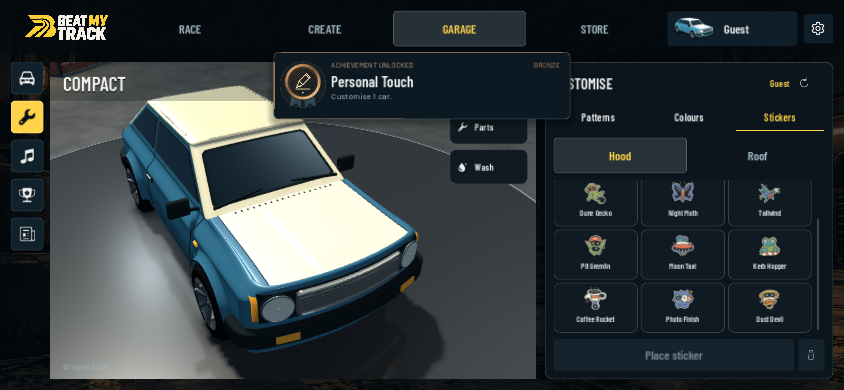 BEAT MY
TRACK
RACE
CREATE
GARAGE
STORE
Guest
ACHIEVEMENT UNLOCKED
BRONZE
Personal Touch
Customise 1 car.
COMPACT
STOMISE
Guest
Parts
Wash
Patterns
Colours
Stickers
Hood
Roof
Dune Gecko
Night Moth
Tailwind
Pit Gremlin
Moon Taxi
Kerb Hopper
Coffee Rocket
Photo Finish
Dust Devil
Place sticker
Drag to